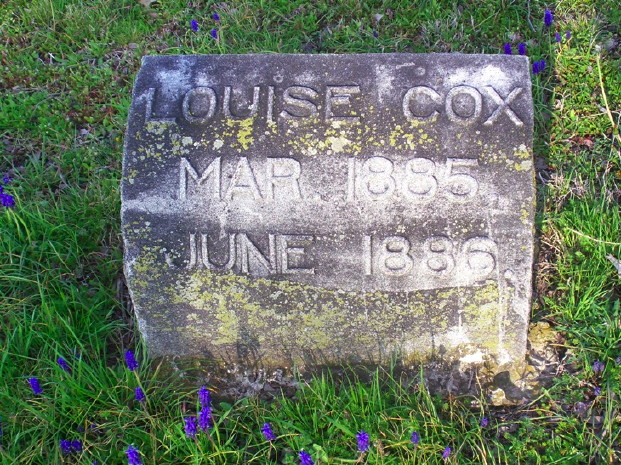 LOUISE COX
MAR. 1885.
JUNE 1886.